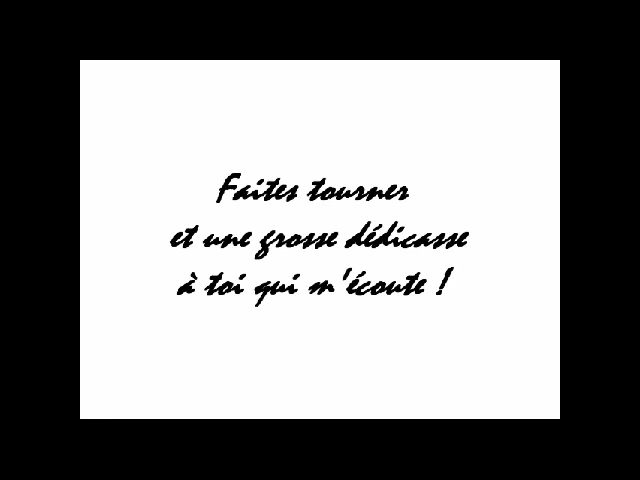 Faites tourner
et une grosse dédicasse
à toi qui m'écoute !